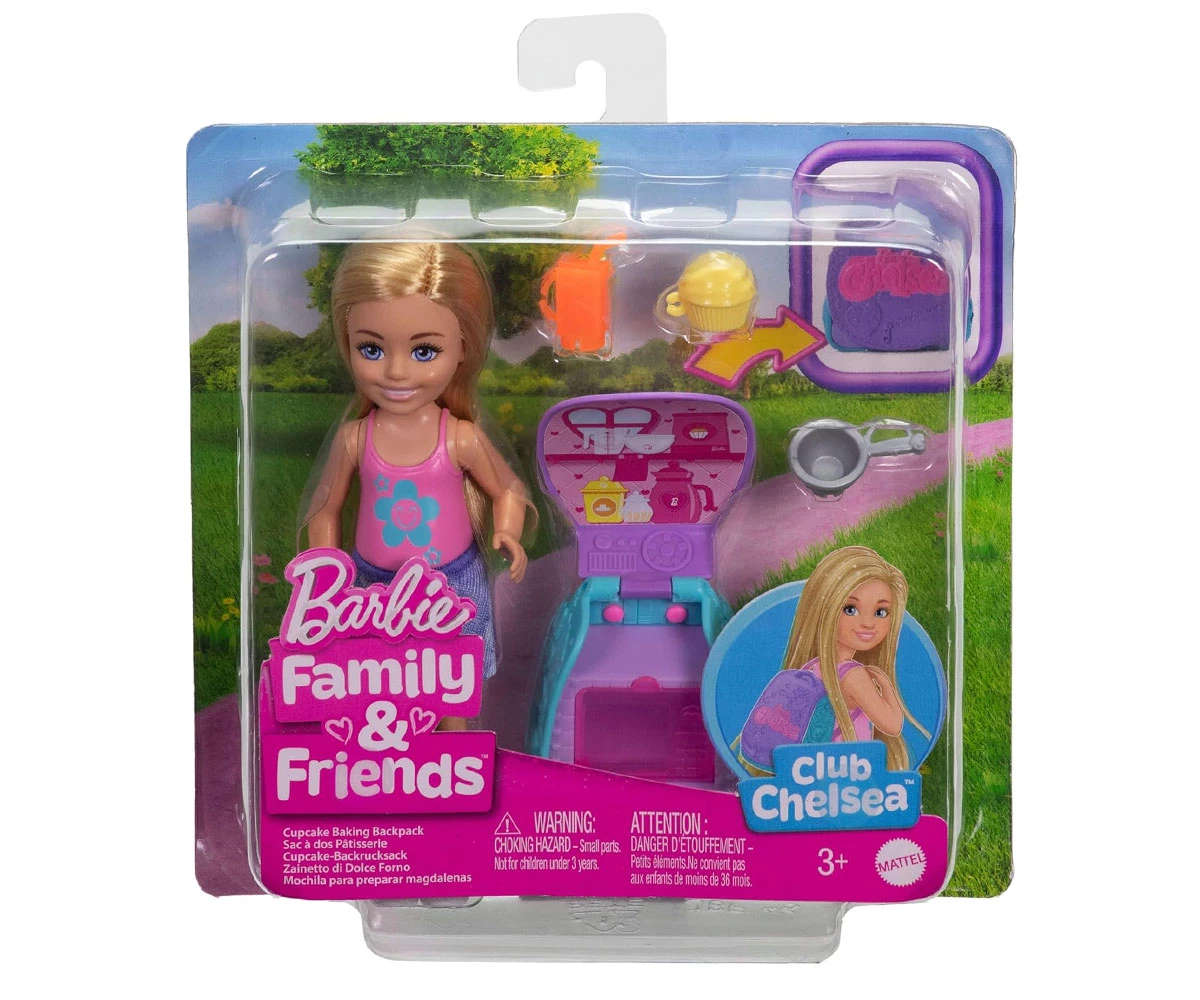 Chelsea
Barbie
Family
&
Friends™
Club
Chelsea™
Cupcake Baking Backpack
Sac à dos Pâtisserie
Cupcake-Backrucksack
Zainetto di Dolce Forno
Mochila para preparar magdalenas
WARNING:
CHOKING HAZARD – Small parts.
Not for children under 3 years.
ATTENTION :
DANGER D'ÉTOUFFEMENT –
Petits éléments.Ne convient pas
aux enfants de moins de 36 mois.
3+
MATTEL